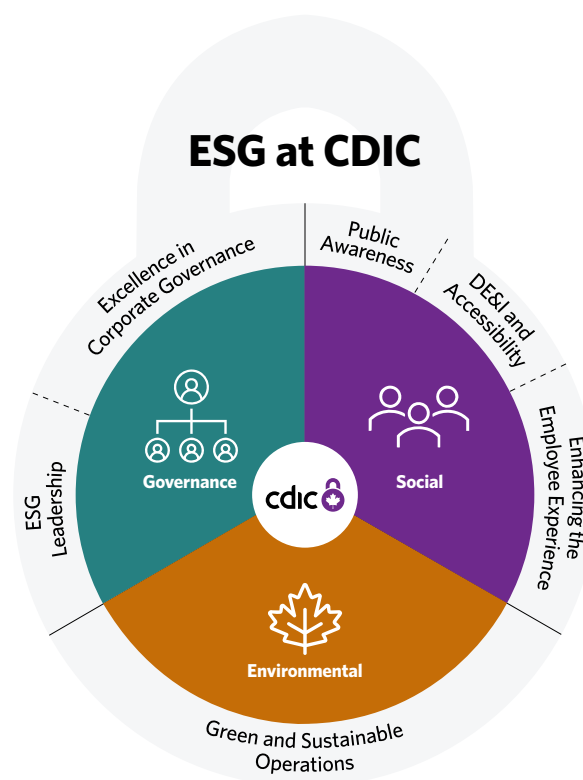 ESG at CDIC
Public
Awareness
DE&I and
Accessibility
Enhancing the
Employee Experience
Green and Sustainable
Operations
ESG
Leadership
Excellence in
Corporate Governance
Governance
Social
cdic
Environmental